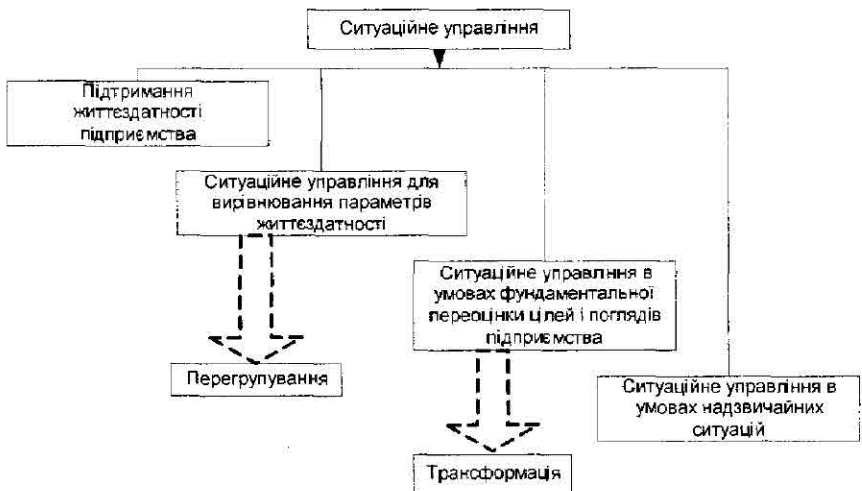 Ситуаційне управління
Підтримання
життєздатності
підприємства
Ситуаційне управління для
вирівнювання параметрів
життєздатності
Ситуаційне управління в
умовах фундаментальної
переоцінки цілей і поглядів
підприємства
Перегрупування
Ситуаційне управління в
умовах надзвичайних
ситуацій
Трансформація